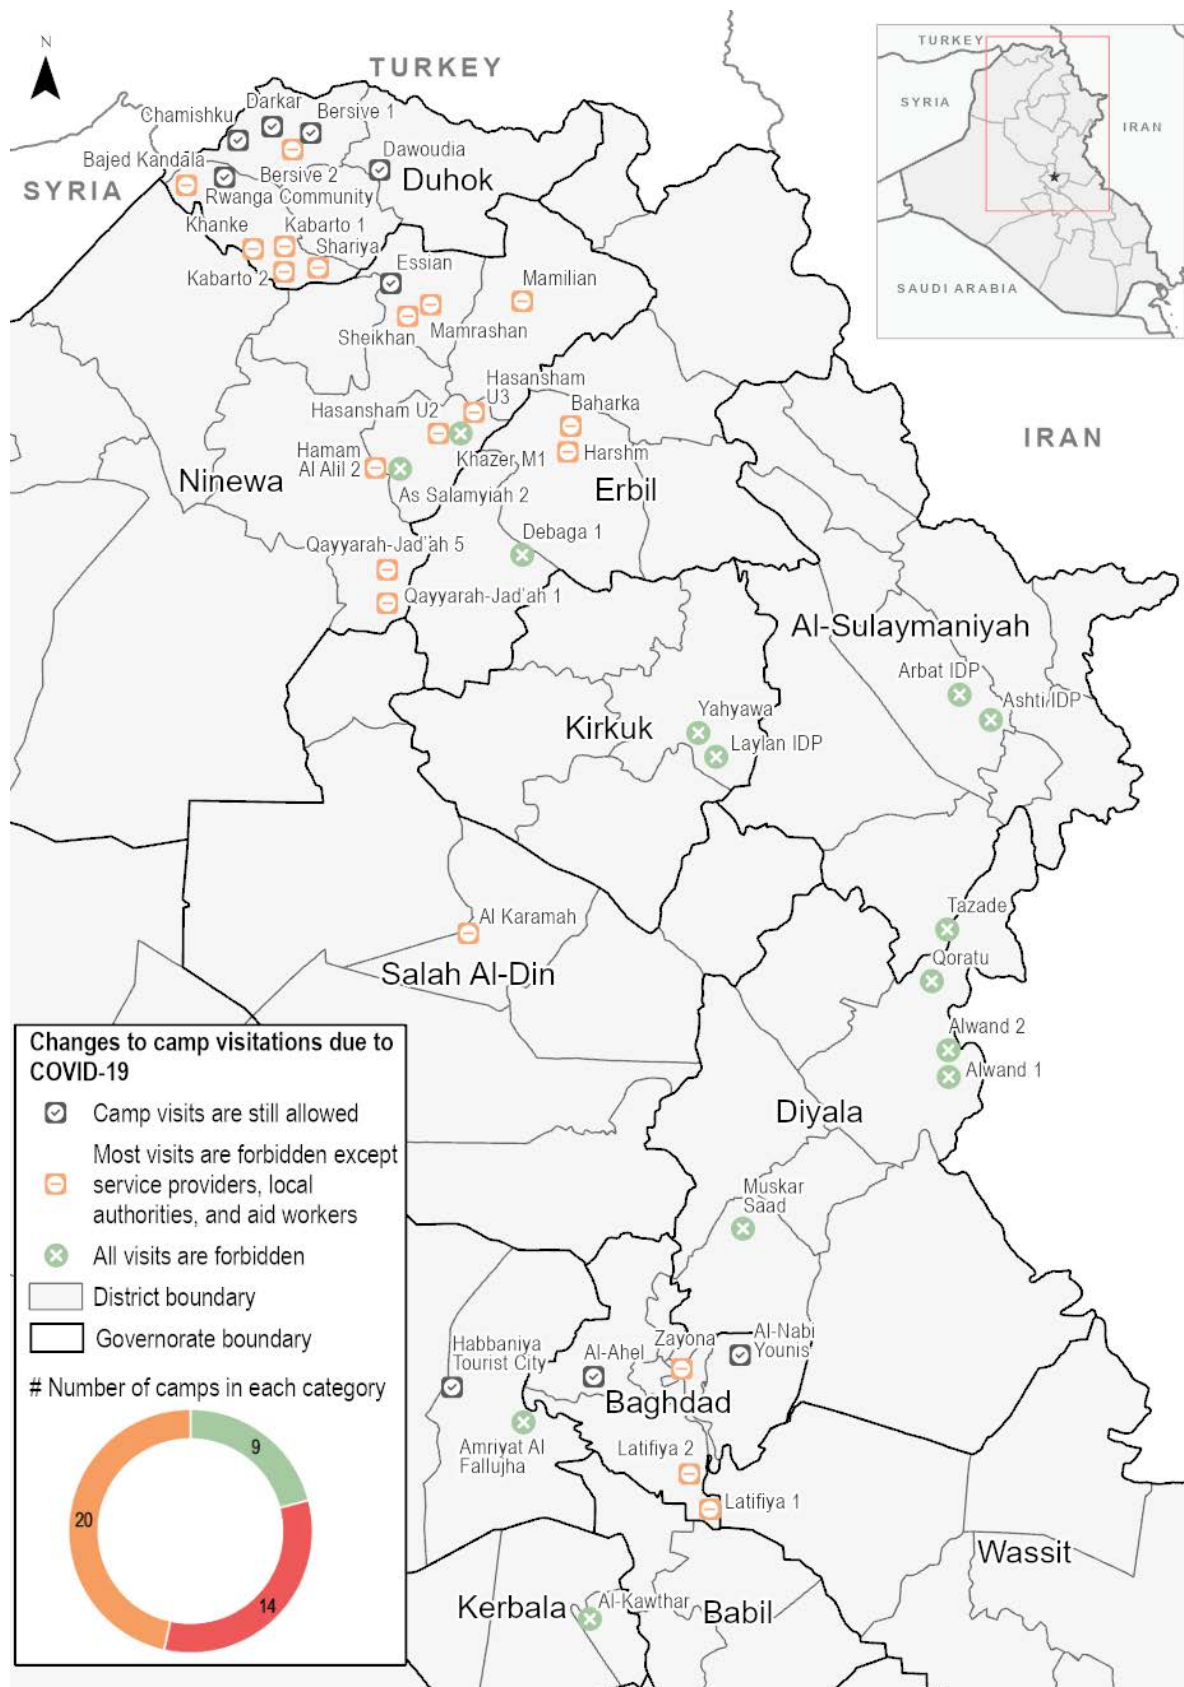 N
TURKEY
TURKEY
SYRIA
IRAN
SAUDI ARABIA
Darkar
Bersive 1
Chamishku
Dawoudia
Bajed Kandala
Bersive 2
Duhok
SYRIA
Rwanga Community
Khanke
Kabarto 1
Shariya
Kabarto 2
Essian
Mamilian
Sheikhan
Mamrashan
Hasansham
U3
Hasansham U2
Baharka
IRAN
Hamam
Al Alil 2
Khazer M1
Harshm
Ninewa
As Salamyiah 2
Erbil
Debaga 1
Qayyarah-Jad'ah 5
Qayyarah-Jad'ah 1
Al-Sulaymaniyah
Arbat IDP
Ashti IDP
Yahyawa
Kirkuk
Laylan IDP
Tazade
Al Karamah
Qoratu
Salah Al-Din
Alwand 2
Alwand 1
Diyala
Muskar
Saad
Changes to camp visitations due to
COVID-19
Camp visits are still allowed
Most visits are forbidden except
service providers, local
authorities, and aid workers
All visits are forbidden
District boundary
Governorate boundary
# Number of camps in each category
9
20
14
Habbaniya
Tourist City
Al-Ahel
Zayona
Al-Nabi
Younis
Baghdad
Amriyat Al
Fallujha
Latifiya 2
Latifiya 1
Wassit
Kerbala
Al-Kawthar
Babil